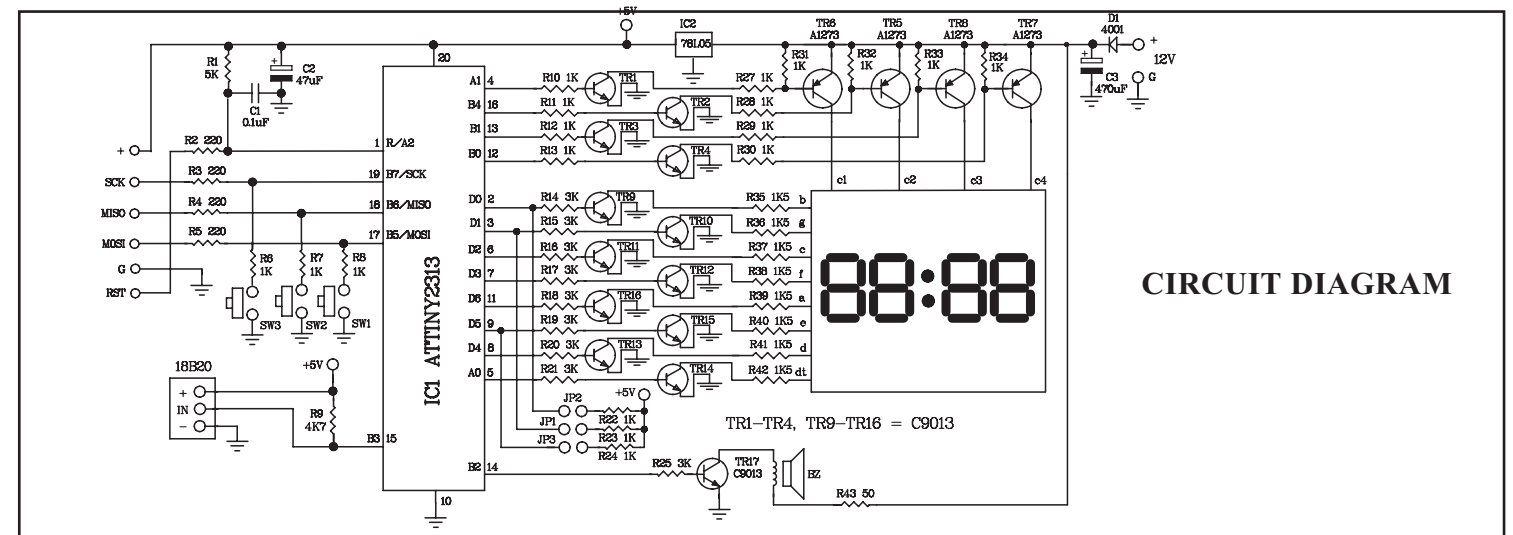 +5V
IC2
78L05
TR6 A1273
TR5 A1273
TR8 A1273
TR7 A1273
D1 4001
+
12V
G
C3 470uF
R31 1K
R32 1K
R33 1K
R34 1K
R1 5K
C2 47uF
+
C1 0.1uF
20
A1 4
R10 1K
TR1
R27 1K
B4 16
R11 1K
TR2
R28 1K
B1 13
R12 1K
TR3
R29 1K
B0 12
R13 1K
TR4
R30 1K
+
R2 220
1 R/A2
SCK
R3 220
19 B7/SCK
MISO
R4 220
18 B6/MISO
MOSI
R5 220
17 B5/MOSI
G
RST
R6 1K
R7 1K
R8 1K
SW3
SW2
SW1
IC1 ATTINY2313
c1
c2
c3
c4
D0 2
R14 3K
TR9
R35 1K5 b
D1 3
R15 3K
TR10
R36 1K5 g
D2 6
R16 3K
TR11
R37 1K5 c
D3 7
R17 3K
TR12
R38 1K5 f
D6 11
R18 3K
TR16
R39 1K5 a
D5 9
R19 3K
TR15
R40 1K5 e
D4 8
R20 3K
TR13
R41 1K5 d
A0 5
R21 3K
TR14
R42 1K5 dt
88:88
CIRCUIT DIAGRAM
18B20
+
IN
-
+5V
R9 4K7
B3 15
+5V
JP2
R22 1K
JP1
R23 1K
JP3
R24 1K
TR1-TR4, TR9-TR16 = C9013
B2 14
R25 3K
TR17 C9013
BZ
R43 50
10